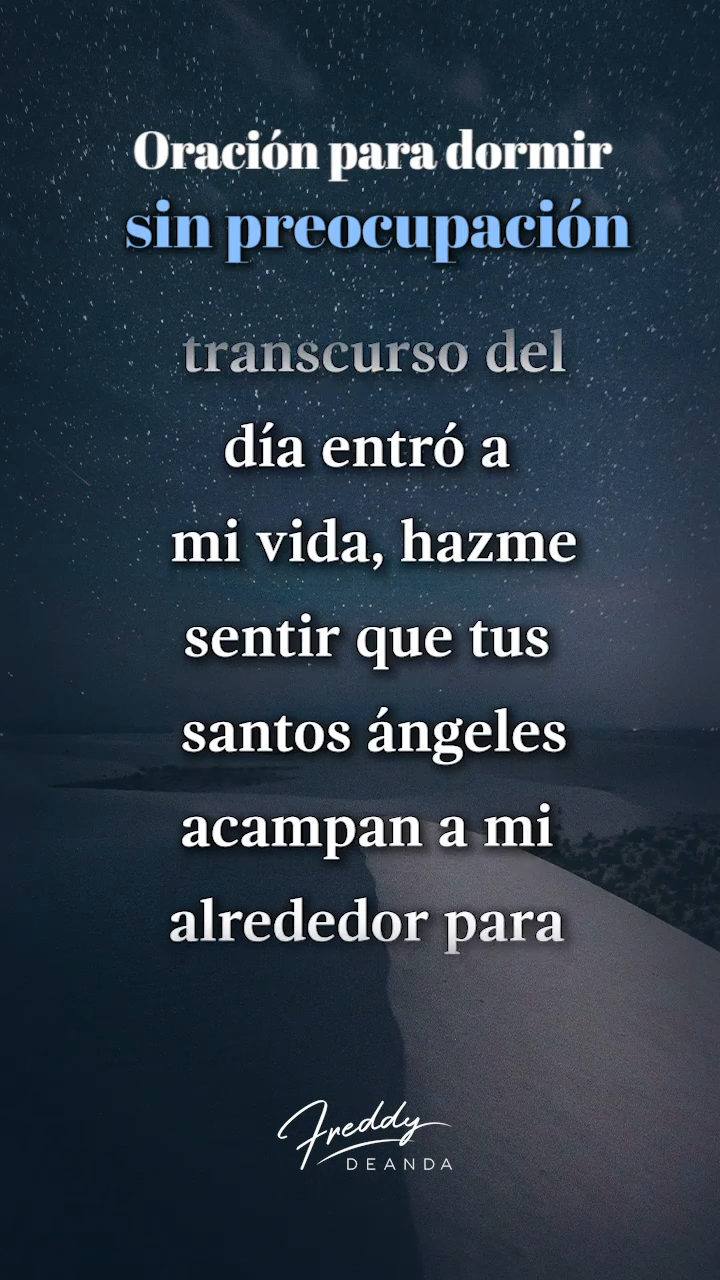 Oración para dormir
sin preocupación
transcurso del
día entró a
mi vida, hazme
sentir que tus
santos ángeles
acampan a mi
alrededor para
Freddy
DEANDA